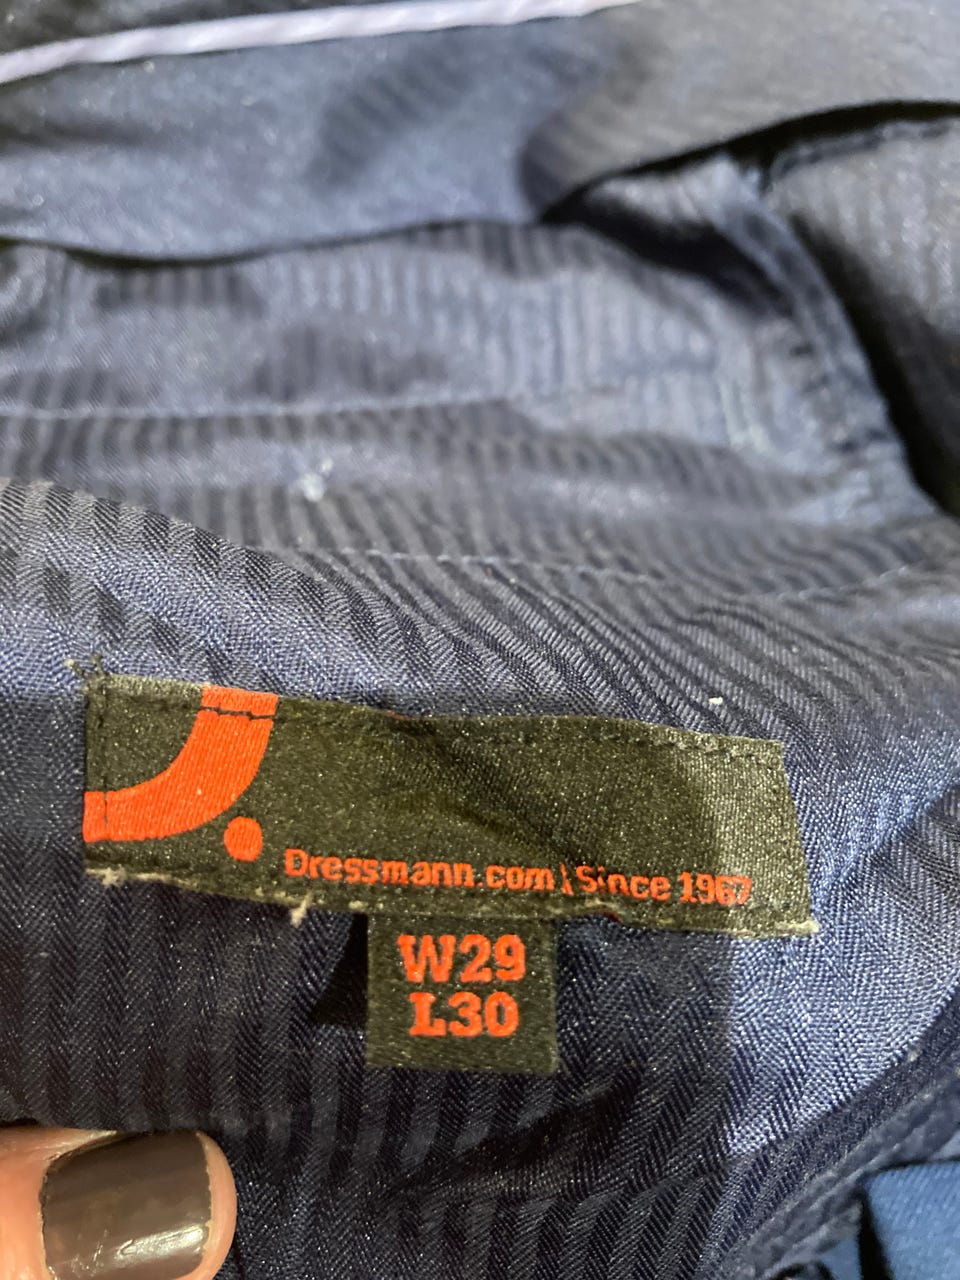 Dressmann.com | Since 1967
W29
L30